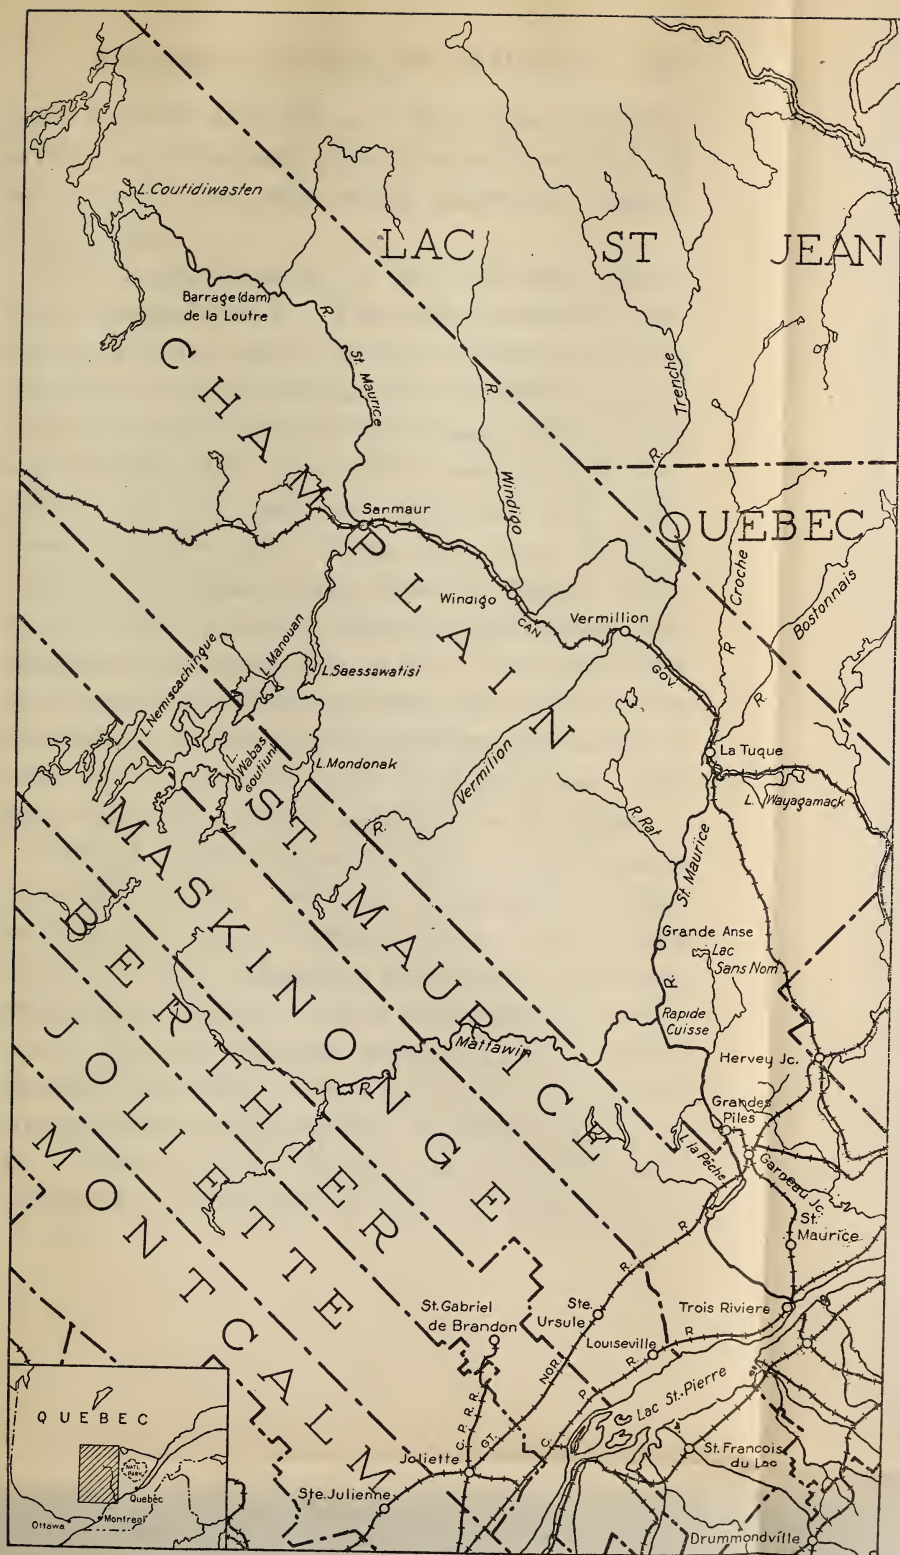 L. Coutidiwasten
LAC ST JEAN
Barrage (dam)
de la Loutre
R.
St. Maurice
CHAMPLAIN
R.
Windigo
Trenche
R.
QUEBEC
Sanmaur
Croche
R
Bostonnais
R.
Windigo
CAN
Vermillion
GOV.
L. Nemiscachingue
L. Manouan
L. Saessawatisi
L. Mondonak
L.
Wabas
goutiunk
La Tuque
L. Wayagamack
Vermilion
R.
R. Rat
St. Maurice
R.
ST. MAURICE
MASKINONGE
BERTHIER
JOLIETTE
MONTCALM
Grande Anse
Lac
Sans Nom
Rapide
Cuisse
Mattawin
R.
Hervey Jc.
Grandes
Piles
L. la Pêche
Garneau Jc.
St.
Maurice
R
R.
Ste.
Ursule
Trois Riviere
St. Gabriel
de Brandon
Louiseville
R
R.
P
C.
NOR.
GT.
C. P. R. R.
Lac St. Pierre
Joliette
St. Francois
du Lac
Ste. Julienne
Drummondville
QUEBEC
NATL.
PARK
Quebec
Montreal
Ottawa